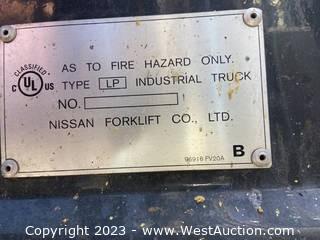 CLASSIFIED
C UL US
AS TO FIRE HAZARD ONLY.
TYPE LP INDUSTRIAL TRUCK
NO.
NISSAN FORKLIFT CO., LTD.
96916 FV20A
B
Copyright 2023 - www.WestAuction.com